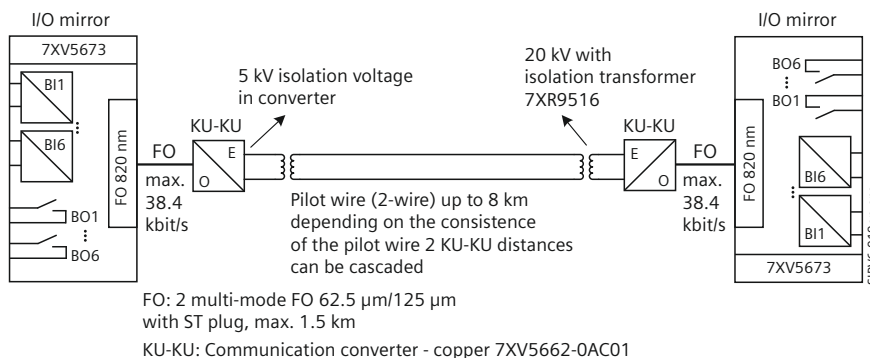 I/O mirror
7XV5673
BI1
BI6
BO1
BO6
FO 820 nm
FO
max.
38.4
kbit/s
KU-KU
E
O
5 kV isolation voltage
in converter
20 kV with
isolation transformer
7XR9516
Pilot wire (2-wire) up to 8 km
depending on the consistence
of the pilot wire 2 KU-KU distances
can be cascaded
KU-KU
E
O
FO
max.
38.4
kbit/s
I/O mirror
FO 820 nm
BO6
BO1
BI6
BI1
7XV5673
FO: 2 multi-mode FO 62.5 µm/125 µm
with ST plug, max. 1.5 km
KU-KU: Communication converter - copper 7XV5662-0AC01